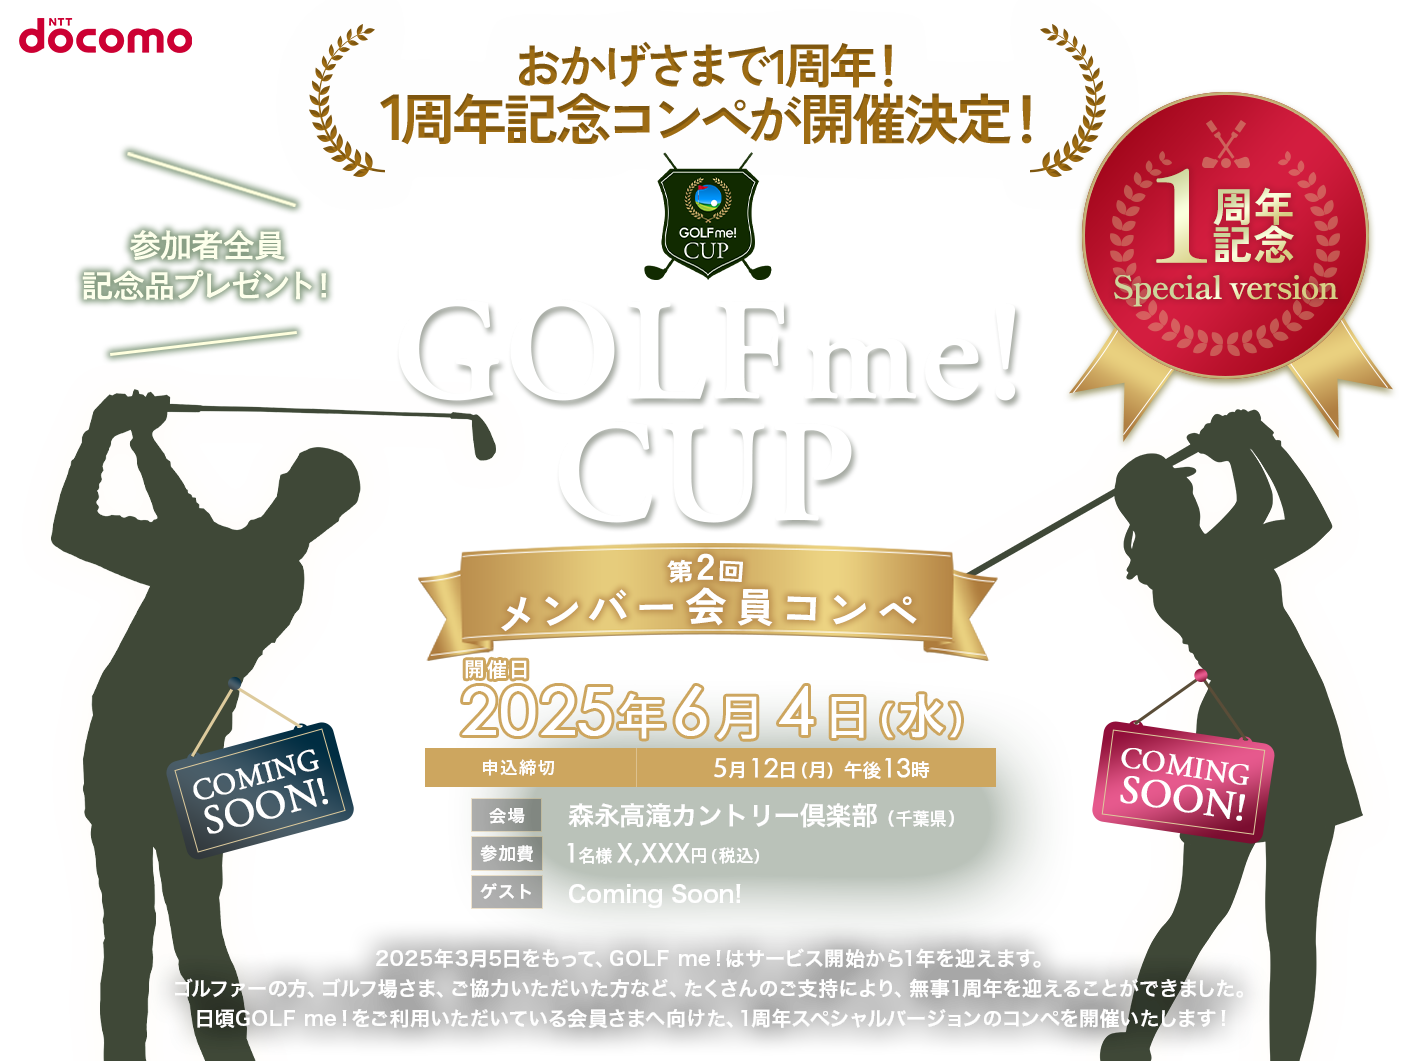 NTT
docomo
おかげさまで1周年！
1周年記念コンペが開催決定！
GOLF me!
CUP
1周年
記念
Special version
参加者全員
記念品プレゼント！
GOLF me!
CUP
第2回
メンバー会員コンペ
開催日
2025年6月4日(水)
申込締切 5月12日(月) 午後13時
会場 森永高滝カントリー倶楽部（千葉県）
参加費 1名様 X,XXX円(税込)
ゲスト Coming Soon!
COMING
SOON!
COMING
SOON!
2025年3月5日をもって、GOLF me！はサービス開始から1年を迎えます。
ゴルファーの方、ゴルフ場さま、ご協力いただいた方など、たくさんのご支持により、無事1周年を迎えることができました。
日頃GOLF me！をご利用いただいている会員さまへ向けた、1周年スペシャルバージョンのコンペを開催いたします！